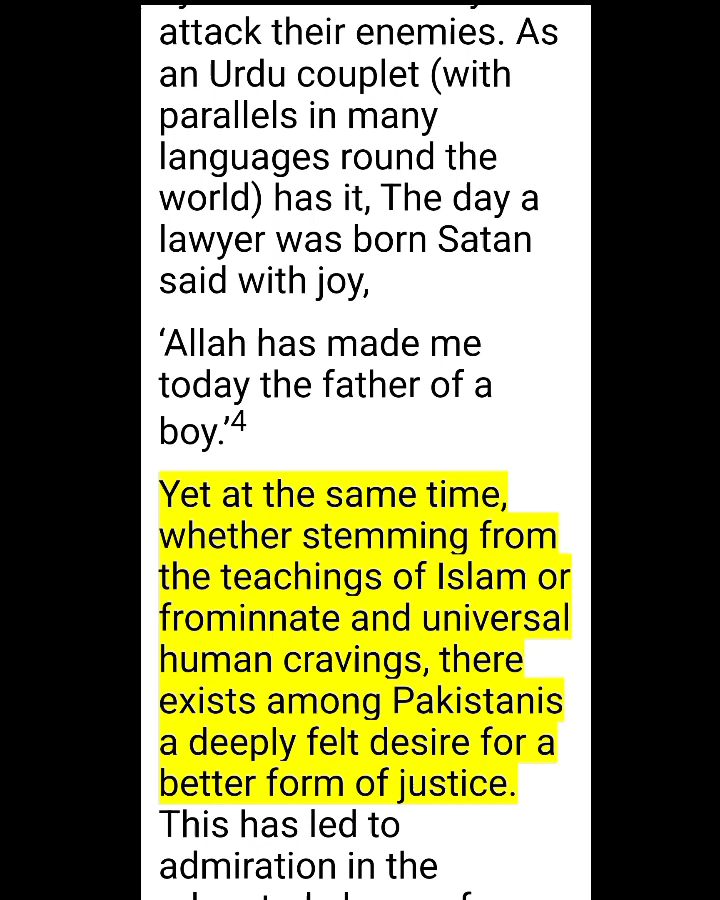 attack their enemies. As
an Urdu couplet (with
parallels in many
languages round the
world) has it, The day a
lawyer was born Satan
said with joy,
‘Allah has made me
today the father of a
boy.’4
Yet at the same time,
whether stemming from
the teachings of Islam or
frominnate and universal
human cravings, there
exists among Pakistanis
a deeply felt desire for a
better form of justice.
This has led to
admiration in the